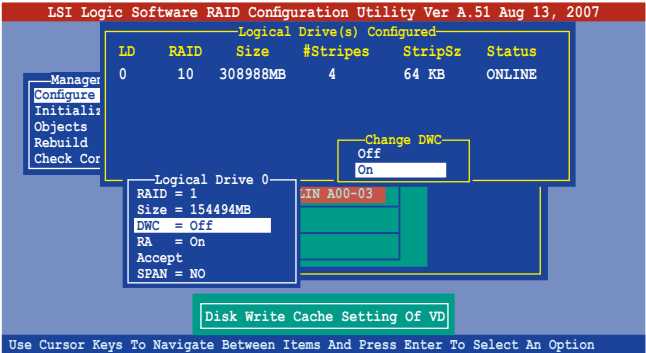 LSI Logic Software RAID Configuration Utility Ver A.51 Aug 13, 2007
Logical Drive(s) Configured
LD RAID Size #Stripes StripSz Status
0 10 308988MB 4 64 KB ONLINE
Manager
Configure
Initializ
Objects
Rebuild
Check Con
Change DWC
Off
On
Logical Drive 0
RAID = 1
Size = 154494MB
DWC = Off
RA = On
Accept
SPAN = NO
LIN A00-03
Disk Write Cache Setting Of VD
Use Cursor Keys To Navigate Between Items And Press Enter To Select An Option